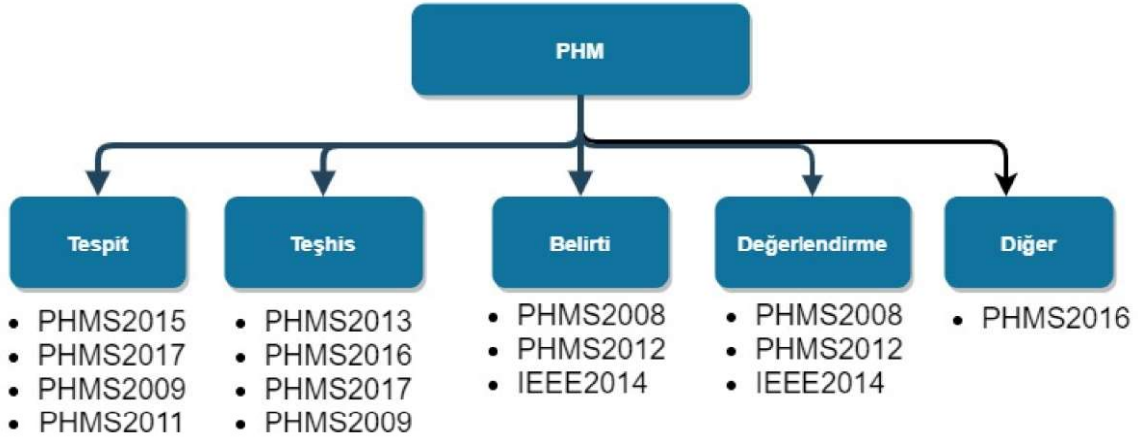 PHM
Tespit
Teşhis
Belirti
Değerlendirme
Diğer
• PHMS2015
• PHMS2017
• PHMS2009
• PHMS2011
• PHMS2013
• PHMS2016
• PHMS2017
• PHMS2009
• PHMS2008
• PHMS2012
• IEEE2014
• PHMS2008
• PHMS2012
• IEEE2014
• PHMS2016